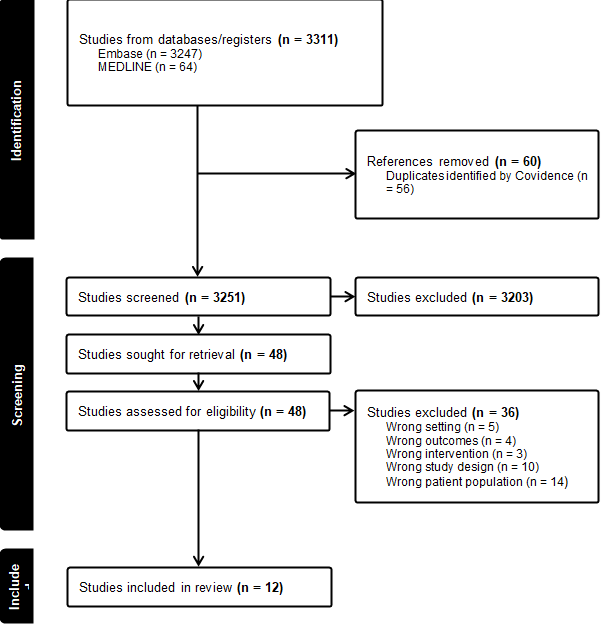 Identification
Studies from databases/registers (n = 3311)
Embase (n = 3247)
MEDLINE (n = 64)
References removed (n = 60)
Duplicates identified by Covidence (n
= 56)
Screening
Studies screened (n = 3251)
Studies excluded (n = 3203)
Studies sought for retrieval (n = 48)
Studies assessed for eligibility (n = 48)
Studies excluded (n = 36)
Wrong setting (n = 5)
Wrong outcomes (n = 4)
Wrong intervention (n = 3)
Wrong study design (n = 10)
Wrong patient population (n = 14)
Include
Studies included in review (n = 12)